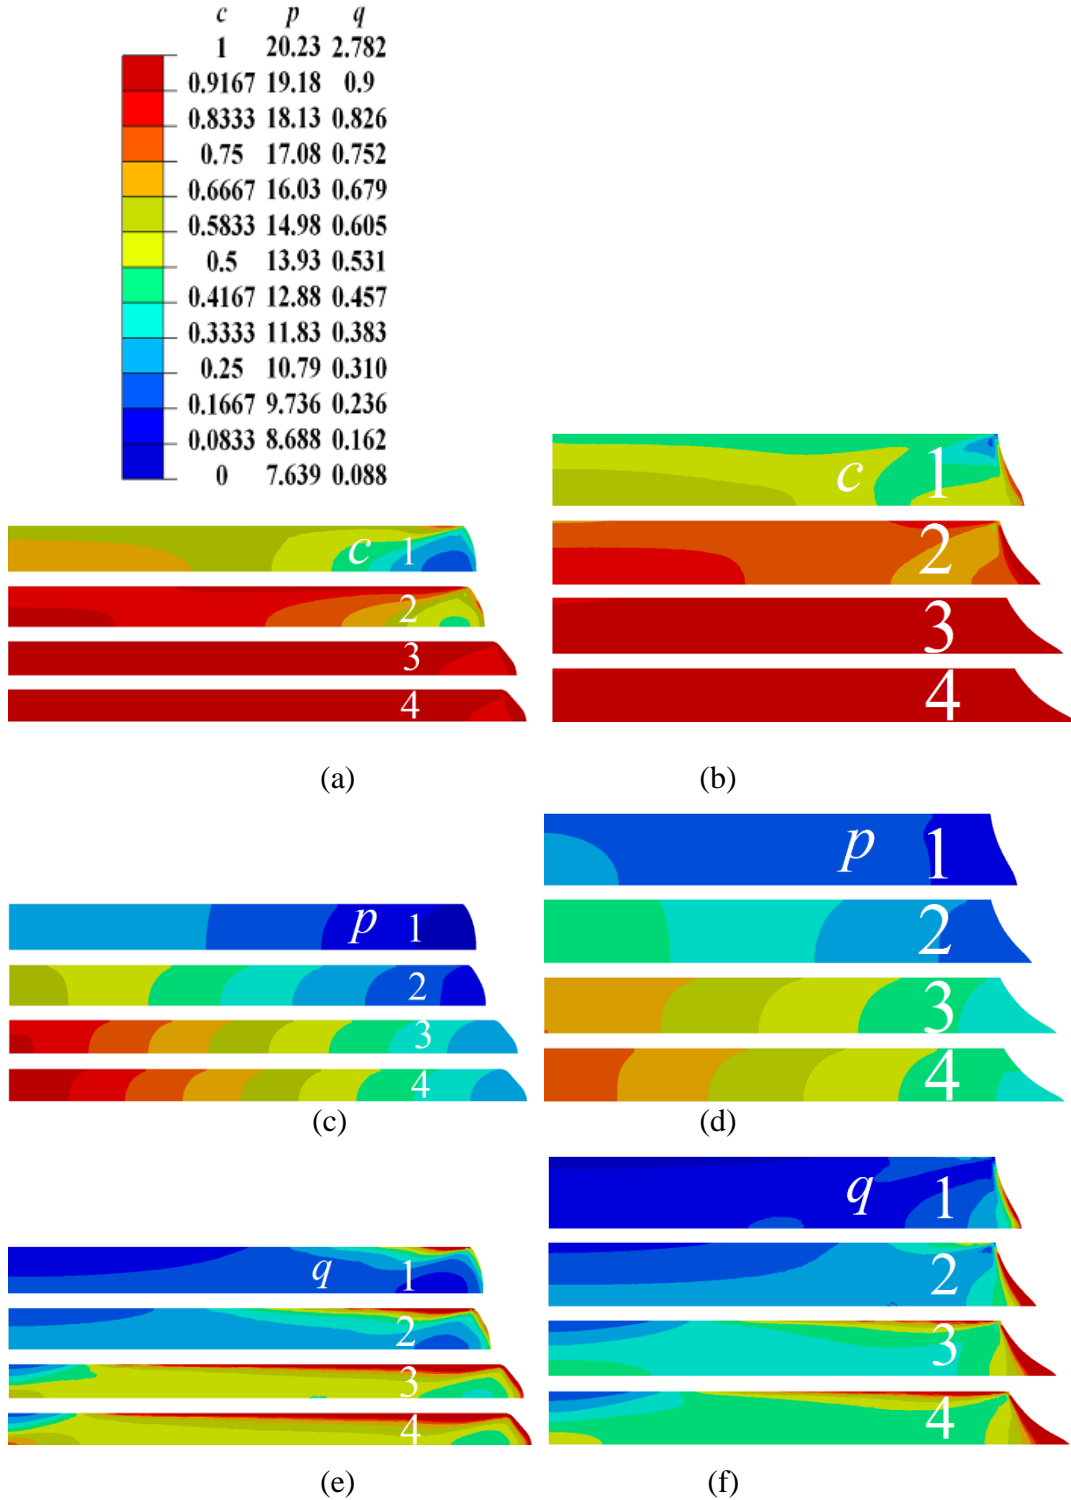 c p q
1 20.23 2.782
0.9167 19.18 0.9
0.8333 18.13 0.826
0.75 17.08 0.752
0.6667 16.03 0.679
0.5833 14.98 0.605
0.5 13.93 0.531
0.4167 12.88 0.457
0.3333 11.83 0.383
0.25 10.79 0.310
0.1667 9.736 0.236
0.0833 8.688 0.162
0 7.639 0.088
c 1
2
3
4
c 1
2
3
4
(a) (b)
p 1
2
3
4
p 1
2
3
4
(c) (d)
q 1
2
3
4
q 1
2
3
4
(e) (f)